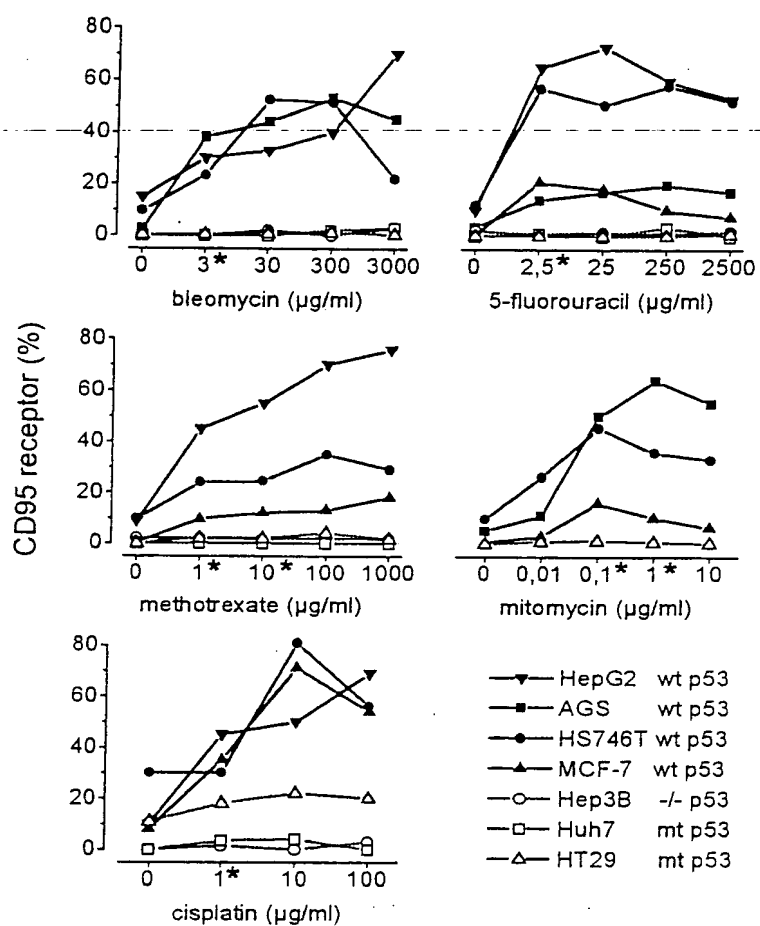 80
60
40
20
0
0 3* 30 300 3000
bleomycin (µg/ml)
0 2,5* 25 250 2500
5-fluorouracil (µg/ml)
CD95 receptor (%)
80
60
40
20
0
0 1* 10* 100 1000
methotrexate (µg/ml)
0 0,01 0,1* 1* 10
mitomycin (µg/ml)
80
60
40
20
0
0 1* 10 100
cisplatin (µg/ml)
HepG2 wt p53
AGS wt p53
HS746T wt p53
MCF-7 wt p53
Hep3B -/- p53
Huh7 mt p53
HT29 mt p53